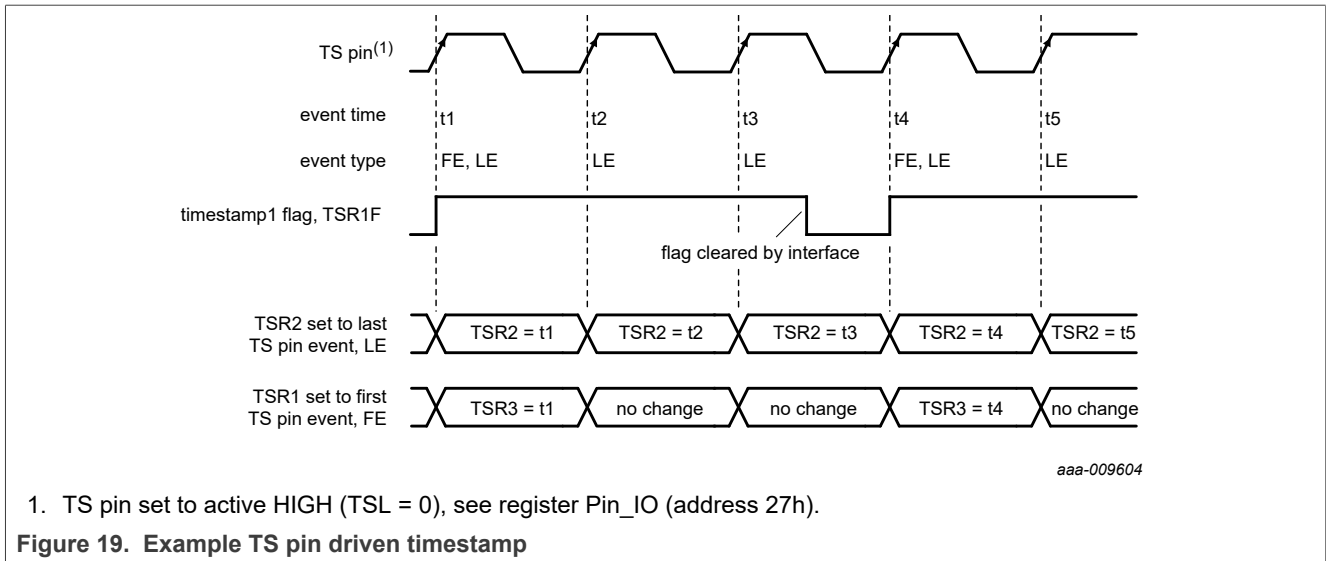 TS pin(1)
event time t1 t2 t3 t4 t5
event type FE, LE LE LE FE, LE LE
timestamp1 flag, TSR1F
flag cleared by interface
TSR2 set to last
TS pin event, LE
TSR2 = t1 TSR2 = t2 TSR2 = t3 TSR2 = t4 TSR2 = t5
TSR1 set to first
TS pin event, FE
TSR3 = t1 no change no change TSR3 = t4 no change
aaa-009604
1. TS pin set to active HIGH (TSL = 0), see register Pin_IO (address 27h).
Figure 19. Example TS pin driven timestamp